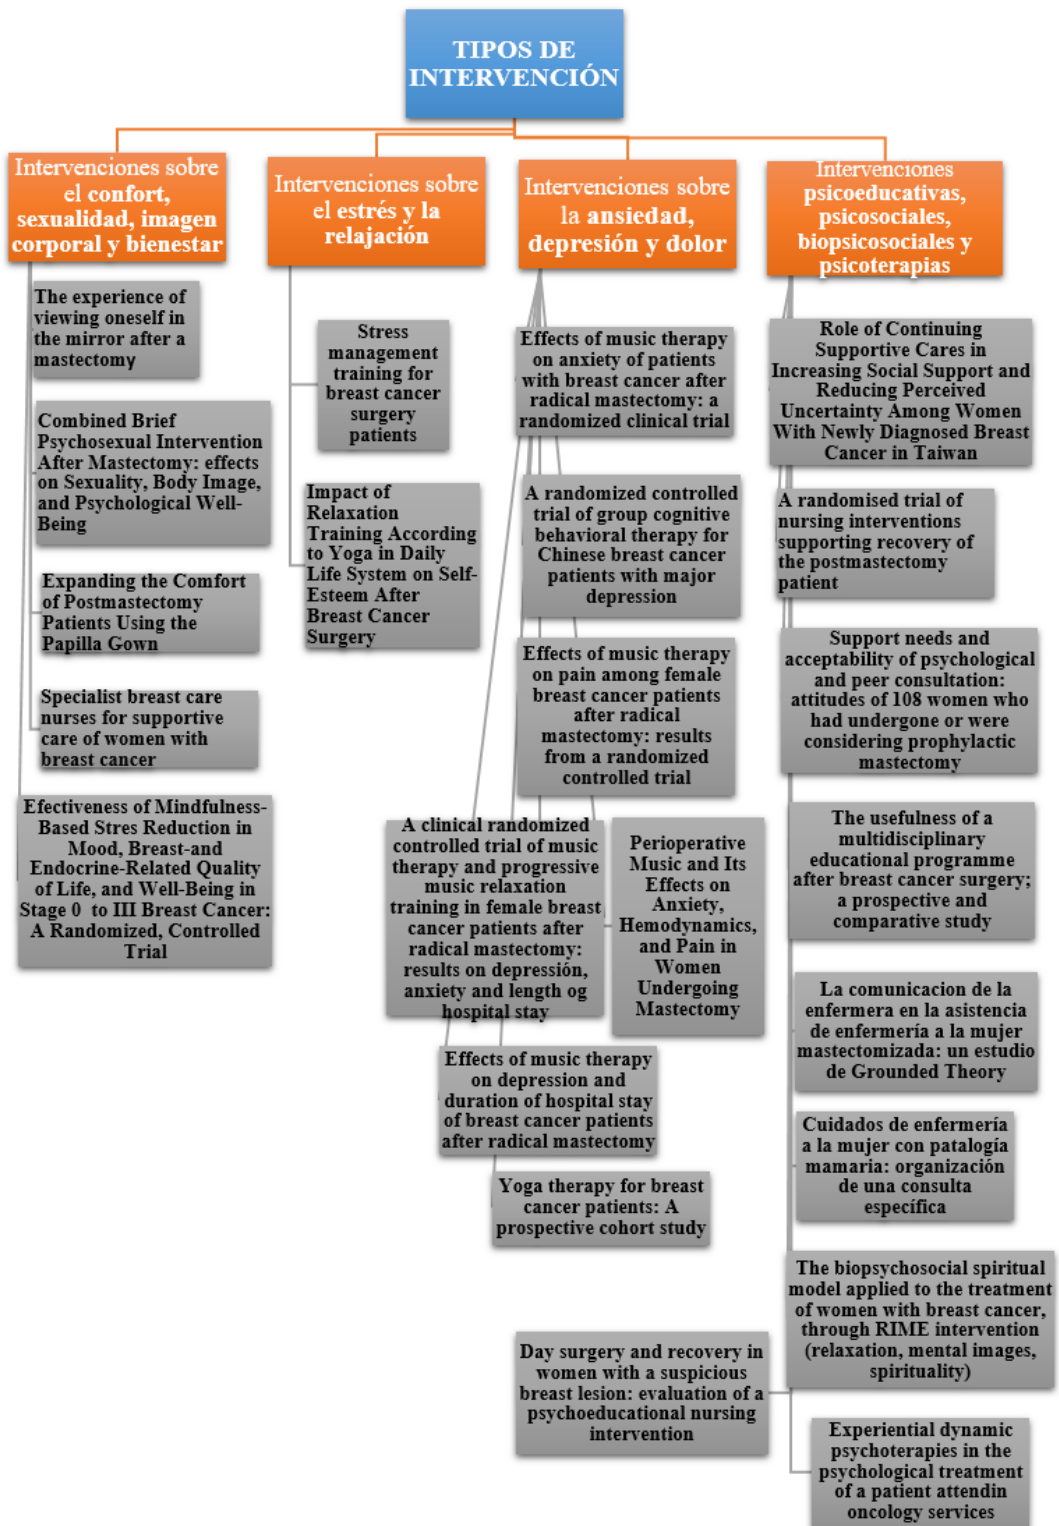 TIPOS DE
INTERVENCIÓN
Intervenciones sobre
el confort,
sexualidad, imagen
corporal y bienestar
The experience of
viewing oneself in
the mirror after a
mastectomy
Combined Brief
Psychosexual Intervention
After Mastectomy: effects
on Sexuality, Body Image,
and Psychological Well-
Being
Expanding the Comfort
of Postmastectomy
Patients Using the
Papilla Gown
Specialist breast care
nurses for supportive
care of women with
breast cancer
Efectiveness of Mindfulness-
Based Stres Reduction in
Mood, Breast-and
Endocrine-Related Quality
of Life, and Well-Being in
Stage 0 to III Breast Cancer:
A Randomized, Controlled
Trial
Intervenciones sobre
el estrés y la
relajación
Stress
management
training for
breast cancer
surgery
patients
Impact of
Relaxation
Training According
to Yoga in Daily
Life System on Self-
Esteem After
Breast Cancer
Surgery
Intervenciones sobre
la ansiedad,
depresión y dolor
Effects of music therapy
on anxiety of patients
with breast cancer after
radical mastectomy: a
randomized clinical trial
A randomized controlled
trial of group cognitive
behavioral therapy for
Chinese breast cancer
patients with major
depression
Effects of music therapy
on pain among female
breast cancer patients
after radical
mastectomy: results
from a randomized
controlled trial
A clinical randomized
controlled trial of music
therapy and progressive
music relaxation
training in female breast
cancer patients after
radical mastectomy:
results on depressión,
anxiety and length og
hospital stay
Perioperative
Music and Its
Effects on
Anxiety,
Hemodynamics,
and Pain in
Women
Undergoing
Mastectomy
Effects of music therapy
on depression and
duration of hospital stay
of breast cancer patients
after radical mastectomy
Yoga therapy for breast
cancer patients: A
prospective cohort study
Intervenciones
psicoeducativas,
psicosociales,
biopsicosociales y
psicoterapias
Role of Continuing
Supportive Cares in
Increasing Social Support and
Reducing Perceived
Uncertainty Among Women
With Newly Diagnosed Breast
Cancer in Taiwan
A randomised trial of
nursing interventions
supporting recovery of
the postmastectomy
patient
Support needs and
acceptability of psychological
and peer consultation:
attitudes of 108 women who
had undergone or were
considering prophylactic
mastectomy
The usefulness of a
multidisciplinary
educational programme
after breast cancer surgery;
a prospective and
comparative study
La comunicacion de la
enfermera en la asistencia
de enfermería a la mujer
mastectomizada: un estudio
de Grounded Theory
Cuidados de enfermería
a la mujer con patalogía
mamaria: organización
de una consulta
específica
The biopsychosocial spiritual
model applied to the treatment
of women with breast cancer,
through RIME intervention
(relaxation, mental images,
spirituality)
Day surgery and recovery in
women with a suspicious
breast lesion: evaluation of a
psychoeducational nursing
intervention
Experiential dynamic
psychoterapies in the
psychological treatment
of a patient attendin
oncology services